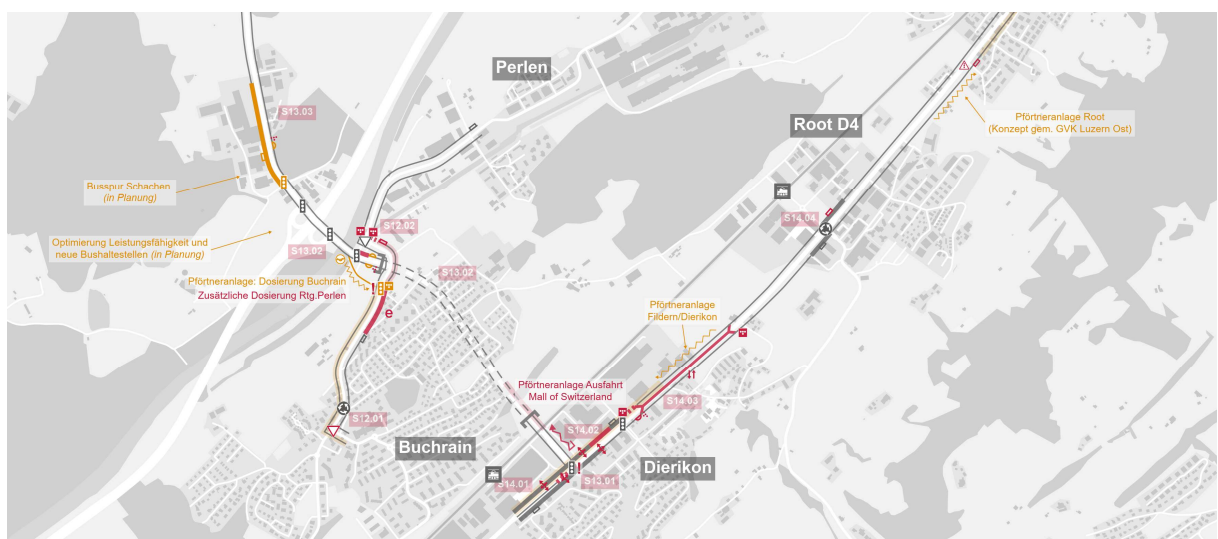 Perlen
S13.03
Root D4
Pförtneranlage Root
(Konzept gem. GVK Luzern Ost)
Busspur Schachen
(in Planung)
S12.02
S14.04
Optimierung Leistungsfähigkeit und
neue Bushaltestellen (in Planung)
S13.02
S13.02
Pförtneranlage: Dosierung Buchrain
Zusätzliche Dosierung Rtg.Perlen
e
Pförtneranlage
Fildern/Dierikon
Pförtneranlage Ausfahrt
Mall of Switzerland
S14.03
S12.01
S14.02
Buchrain
Dierikon
S14.01
S13.01